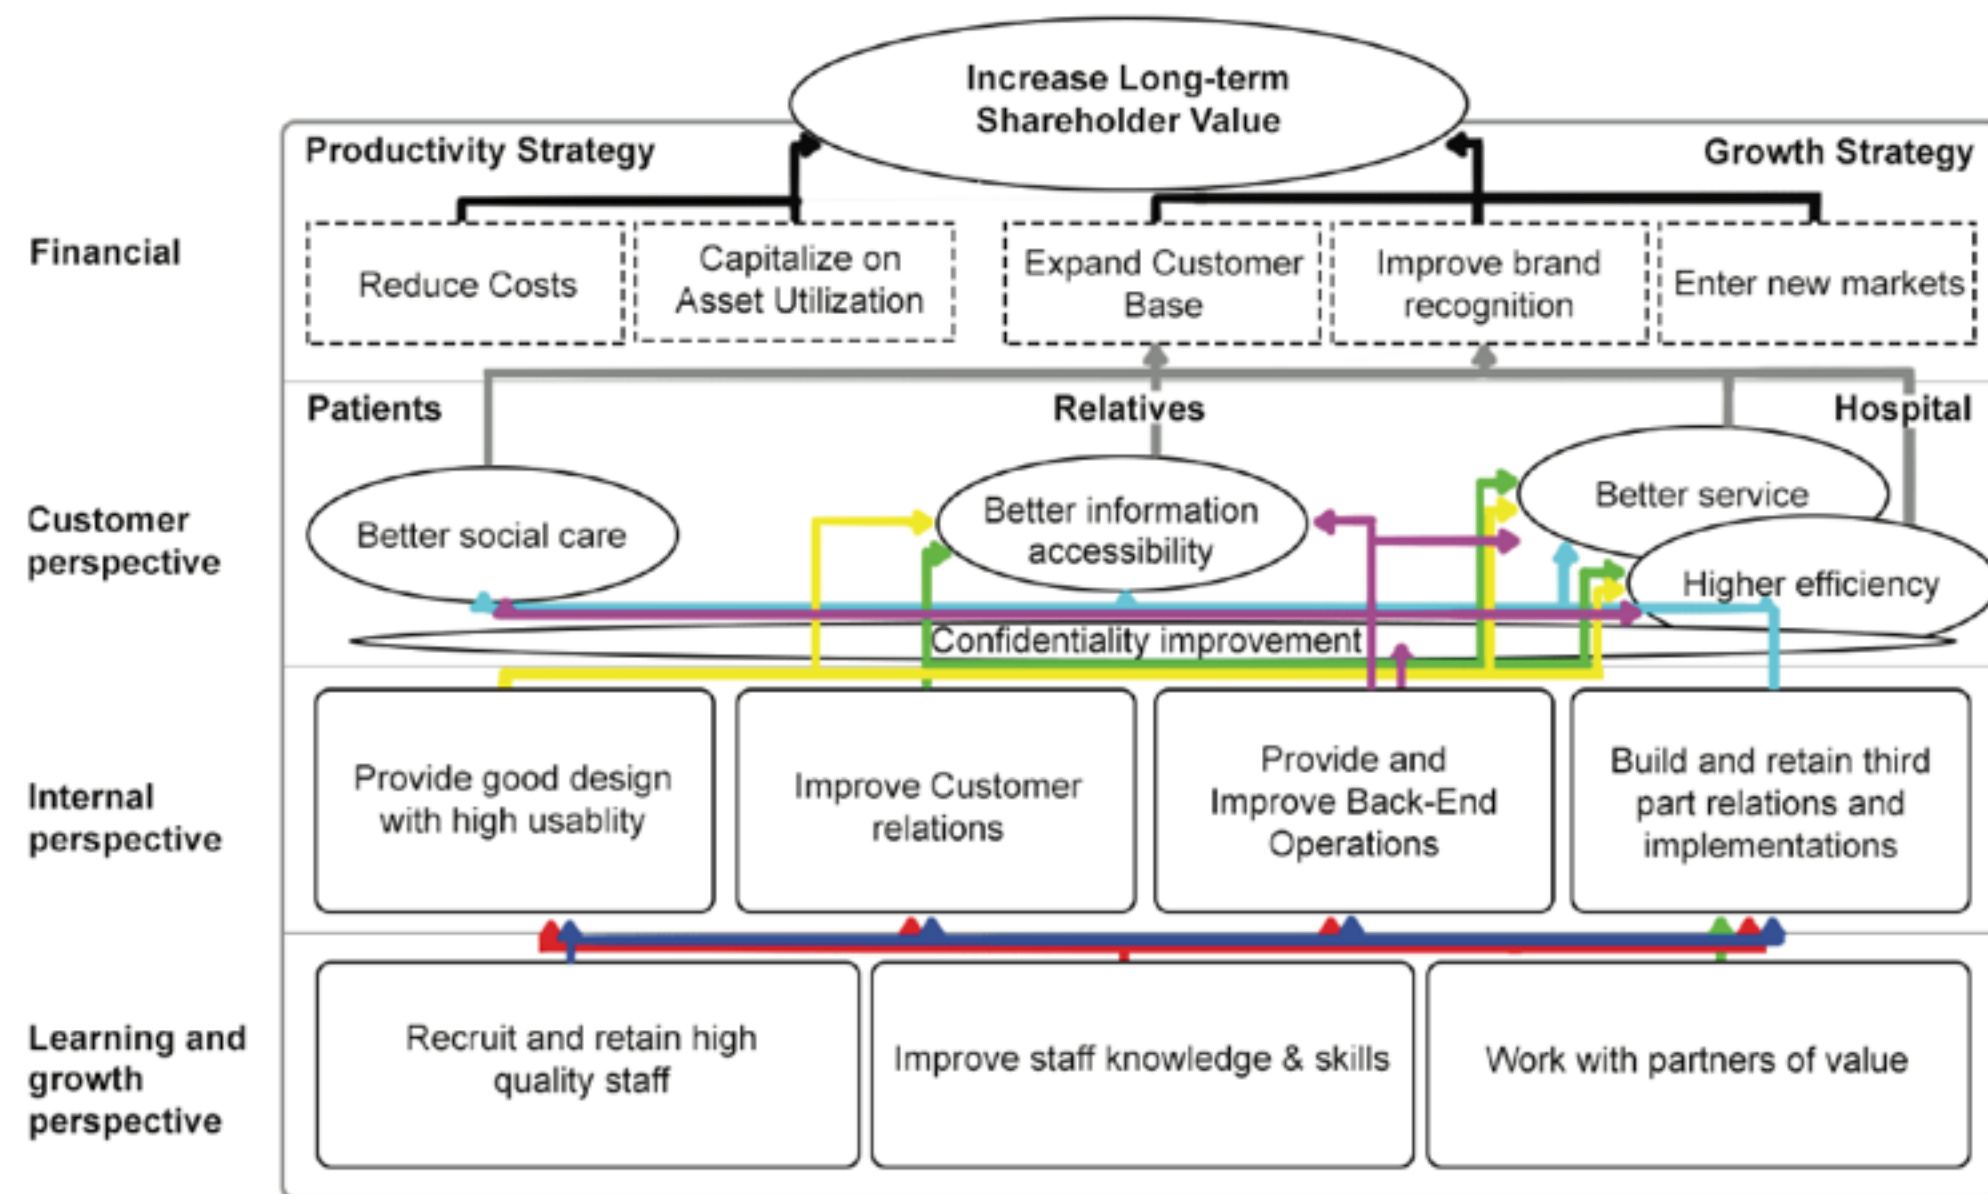 Increase Long-term
Shareholder Value
Productivity Strategy
Growth Strategy
Financial
Reduce Costs
Capitalize on
Asset Utilization
Expand Customer
Base
Improve brand
recognition
Enter new markets
Patients
Relatives
Hospital
Customer
perspective
Better social care
Better information
accessibility
Better service
Higher efficiency
Confidentiality improvement
Internal
perspective
Provide good design
with high usablity
Improve Customer
relations
Provide and
Improve Back-End
Operations
Build and retain third
part relations and
implementations
Learning and
growth
perspective
Recruit and retain high
quality staff
Improve staff knowledge & skills
Work with partners of value